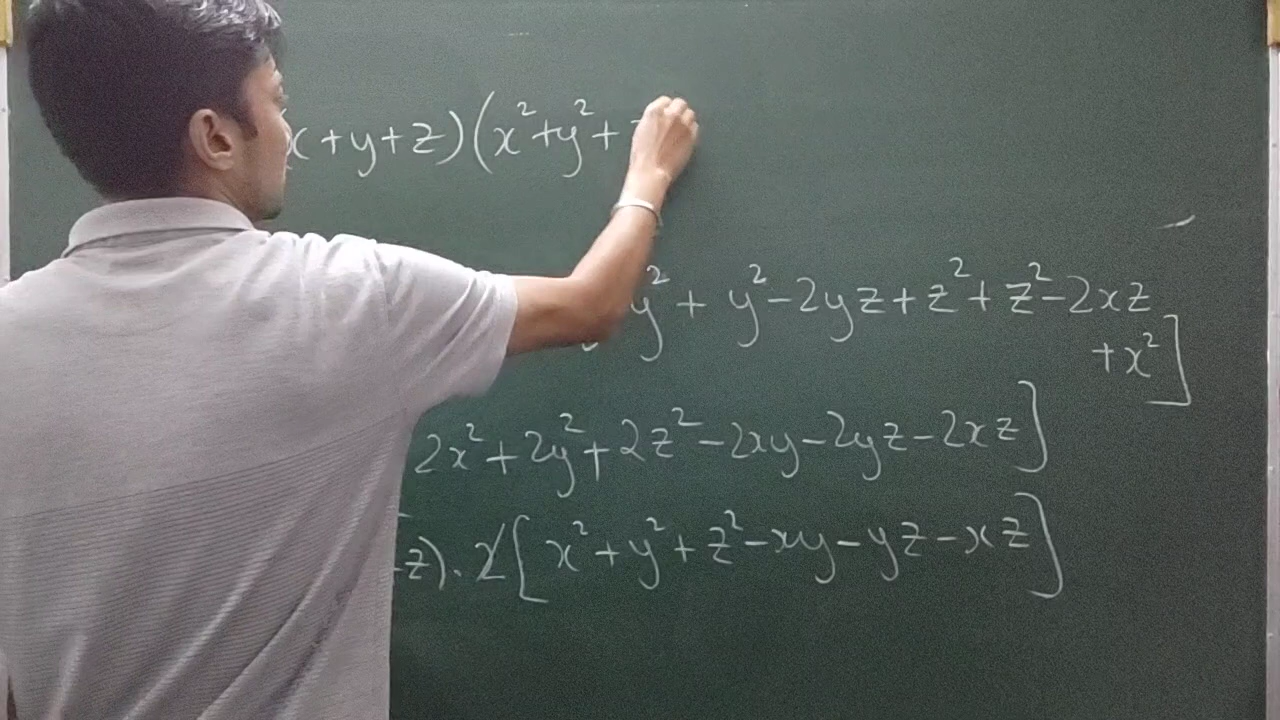 x+y+z)(x²+y²+
y²+y²-2yz+z²+z²-2xz
+x²]
2x²+2y²+2z²-2xy-2yz-2xz]
z).2[x²+y²+z²-xy-yz-xz]